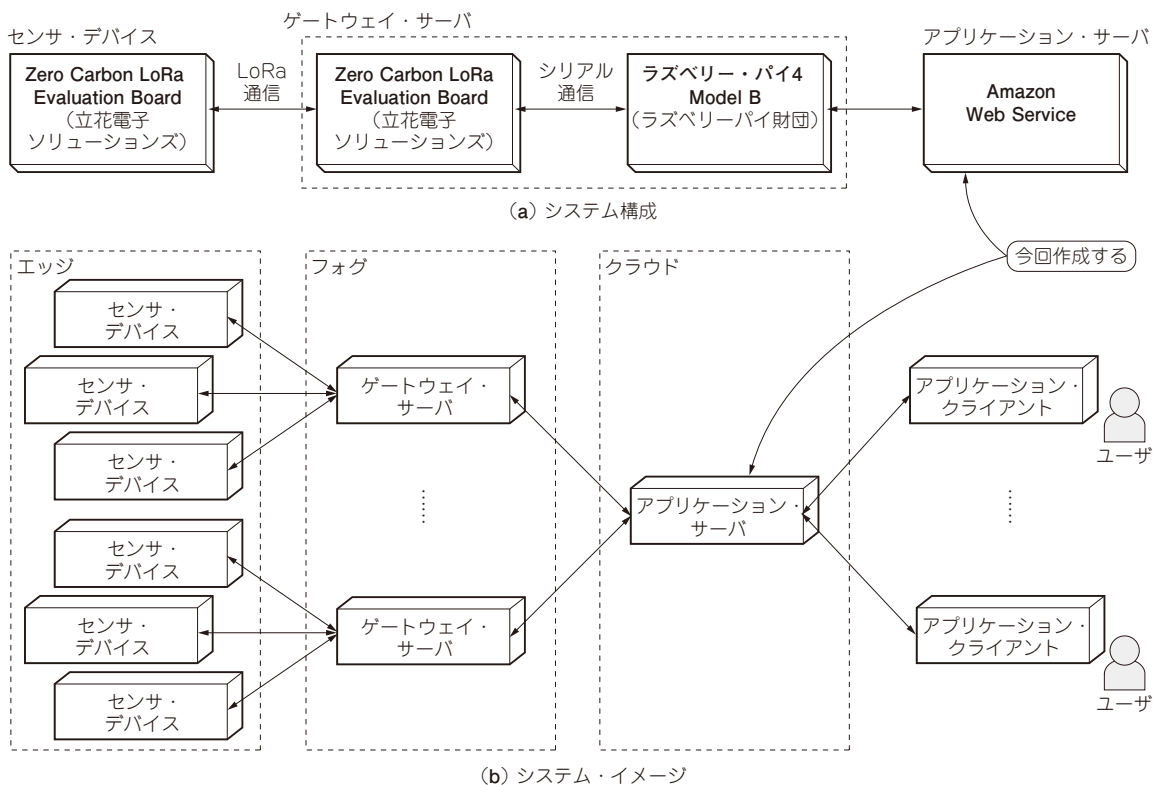 ゲートウェイ・サーバ
センサ・デバイス
アプリケーション・サーバ
Zero Carbon LoRa
Evaluation Board
（立花電子
ソリューションズ）
LoRa
通信
Zero Carbon LoRa
Evaluation Board
（立花電子
ソリューションズ）
シリアル
通信
ラズベリー・パイ4
Model B
（ラズベリーパイ財団）
Amazon
Web Service
（a）システム構成
今回作成する
エッジ
フォグ
クラウド
センサ・
デバイス
センサ・
デバイス
センサ・
デバイス
センサ・
デバイス
センサ・
デバイス
センサ・
デバイス
ゲートウェイ・
サーバ
……
ゲートウェイ・
サーバ
アプリケーション・
サーバ
アプリケーション・
クライアント
ユーザ
……
アプリケーション・
クライアント
ユーザ
（b）システム・イメージ